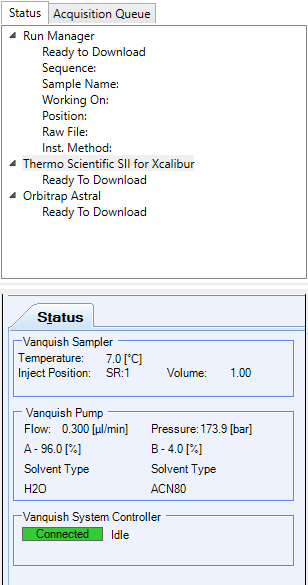 Status Acquisition Queue
Run Manager
Ready to Download
Sequence:
Sample Name:
Working On:
Position:
Raw File:
Inst. Method:
Thermo Scientific SII for Xcalibur
Ready To Download
Orbitrap Astral
Ready To Download
Status
Vanquish Sampler
Temperature: 7.0 [°C]
Inject Position: SR:1 Volume: 1.00
Vanquish Pump
Flow: 0.300 [µl/min] Pressure: 173.9 [bar]
A - 96.0 [%] B - 4.0 [%]
Solvent Type Solvent Type
H2O ACN80
Vanquish System Controller
Connected Idle